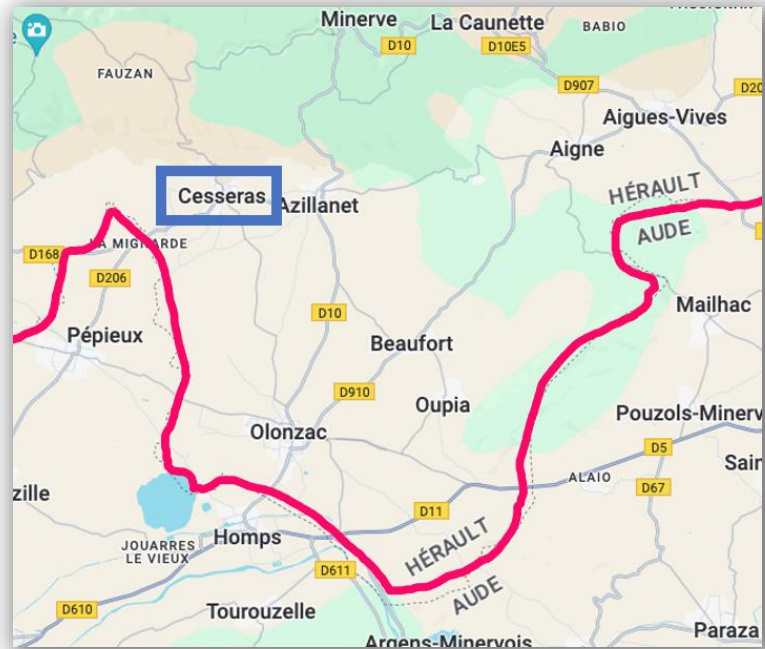 Minerve
La Caunette
BABIO
D10
D10E5
FAUZAN
D907
Aigues-Vives
Aigne
Cesseras
Azillanet
HÉRAULT
AUDE
LA MIGNARDE
D168
D206
Mailhac
D10
Pépieux
Beaufort
D910
Oupia
Pouzols-Minerv
Olonzac
D5
ALAIO
Sair
D67
zille
D11
JOUARRES
LE VIEUX
Homps
HÉRAULT
AUDE
D611
D610
Tourouzelle
Paraza
Argens-Minervois